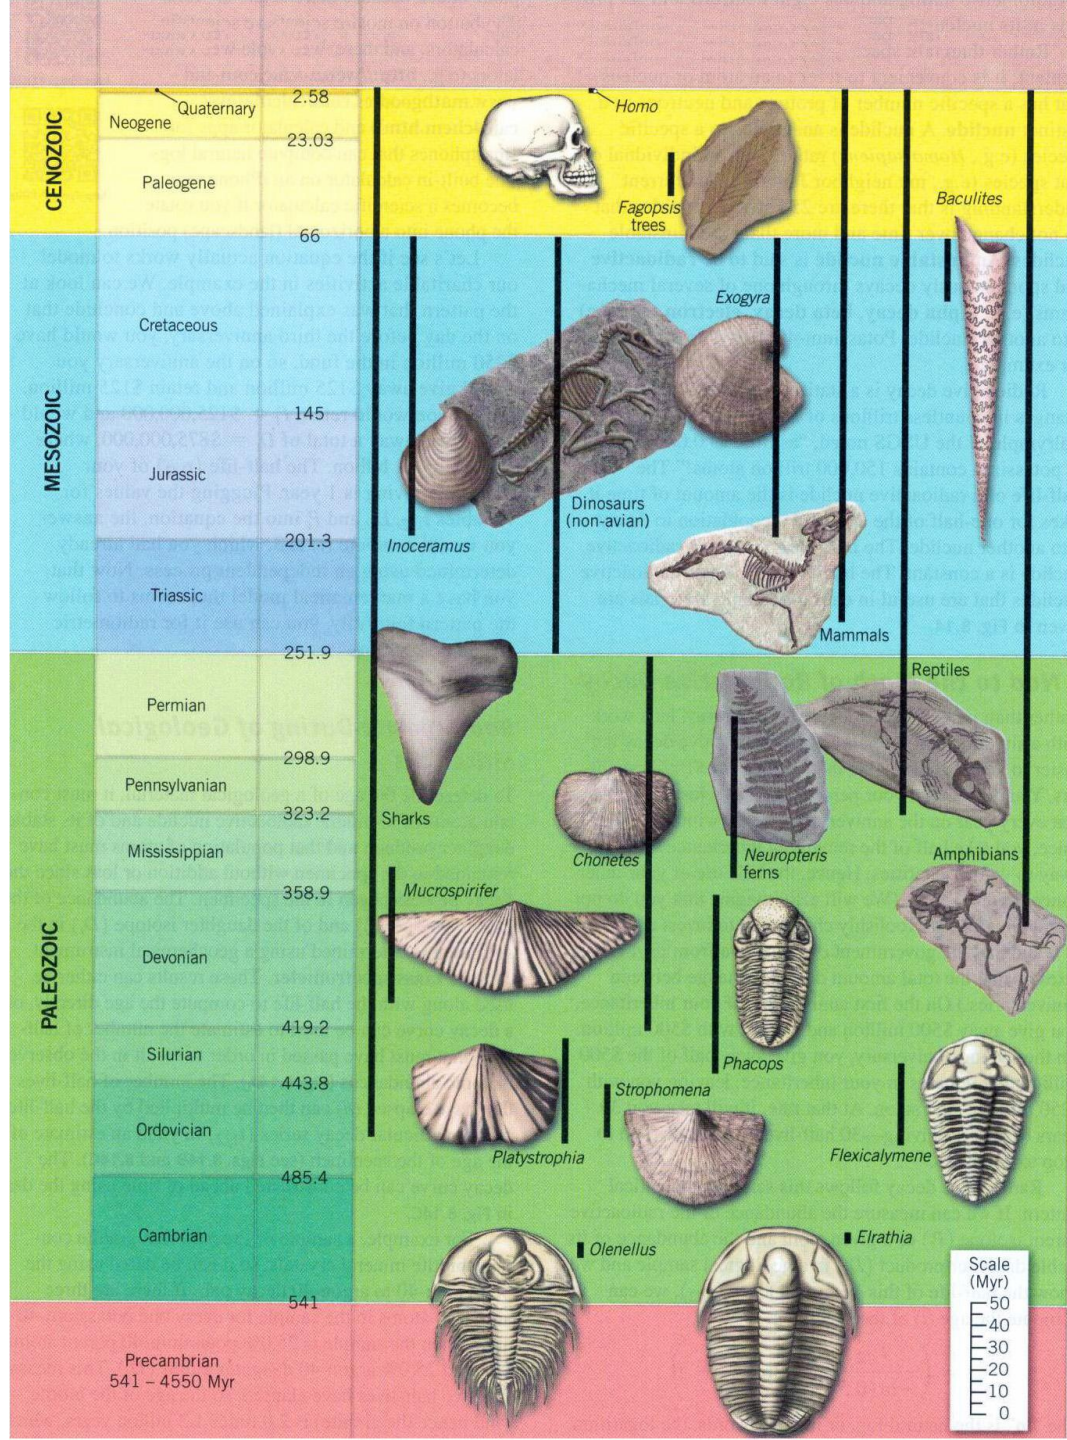 CENOZOIC
Quaternary
Neogene
2.58
23.03
Paleogene
66
Homo
Fagopsis
trees
Baculites
MESOZOIC
Cretaceous
145
Jurassic
201.3
Triassic
251.9
Exogyra
Dinosaurs
(non-avian)
Inoceramus
Mammals
Reptiles
PALEOZOIC
Permian
298.9
Pennsylvanian
323.2
Mississippian
358.9
Devonian
419.2
Silurian
443.8
Ordovician
485.4
Cambrian
541
Sharks
Chonetes
Neuropteris
ferns
Amphibians
Mucrospirifer
Phacops
Strophomena
Platystrophia
Flexicalymene
Olenellus
Elrathia
Precambrian
541 – 4550 Myr
Scale
(Myr)
50
40
30
20
10
0